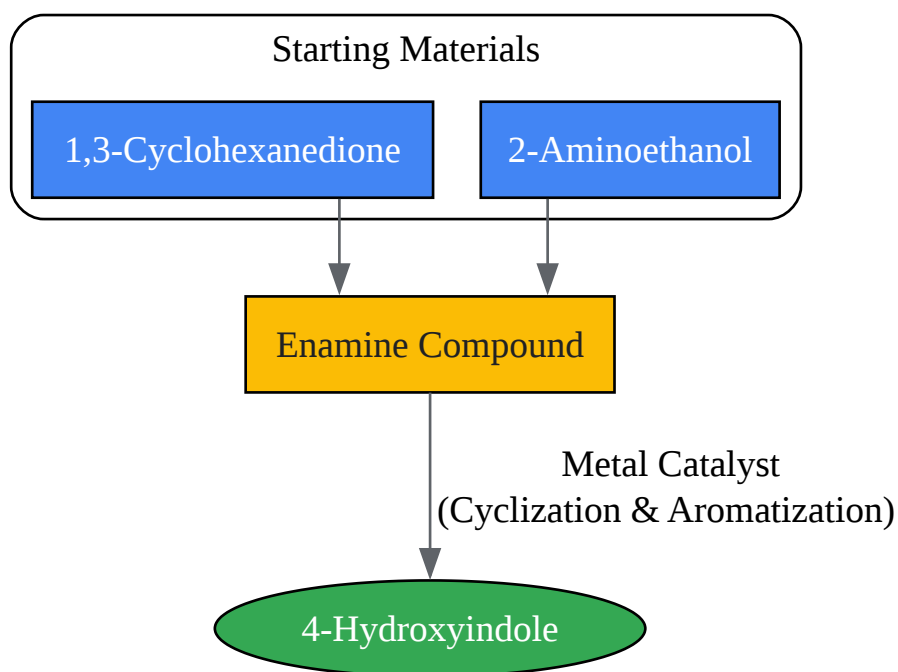 Starting Materials
1,3-Cyclohexanedione
2-Aminoethanol
Enamine Compound
Metal Catalyst
(Cyclization & Aromatization)
4-Hydroxyindole